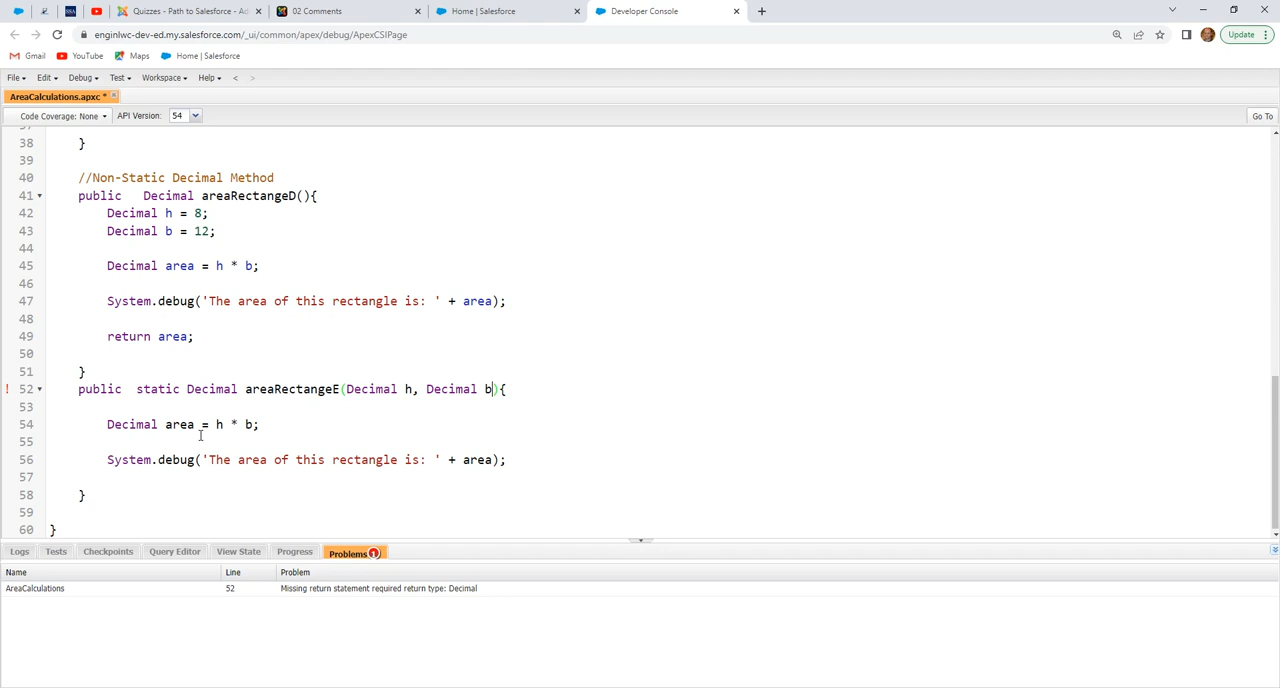 Quizzes - Path to Salesforce - Ad
02 Comments
Home | Salesforce
Developer Console
enginlwc-dev-ed.my.salesforce.com/_ui/common/apex/debug/ApexCSIPage
Update
Gmail YouTube Maps Home | Salesforce
File Edit Debug Test Workspace Help < >
AreaCalculations.apxc *
Code Coverage: None API Version: 54 Go To
37
38 }
39
40 //Non-Static Decimal Method
41 public Decimal areaRectangeD(){
42 Decimal h = 8;
43 Decimal b = 12;
44
45 Decimal area = h * b;
46
47 System.debug('The area of this rectangle is: ' + area);
48
49 return area;
50
51 }
52 public static Decimal areaRectangeE(Decimal h, Decimal b){
53
54 Decimal area = h * b;
55
56 System.debug('The area of this rectangle is: ' + area);
57
58 }
59
60 }
Logs Tests Checkpoints Query Editor View State Progress Problems 1
Name Line Problem
AreaCalculations 52 Missing return statement required return type: Decimal